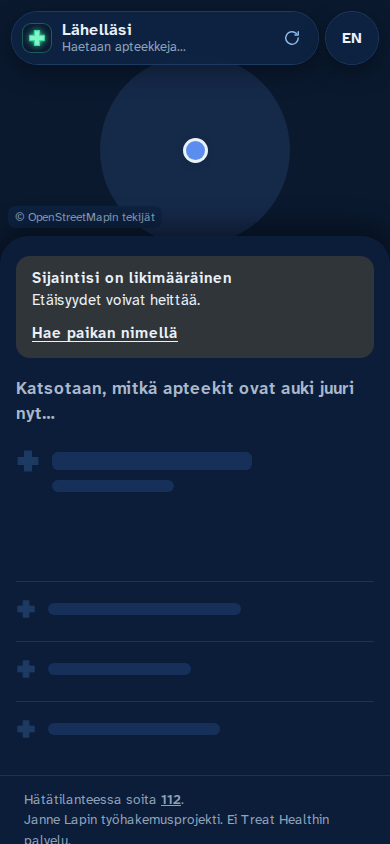 Lähelläsi
Haetaan apteekkeja...
EN
© OpenStreetMapin tekijät
Sijaintisi on likimääräinen
Etäisyydet voivat heittää.
Hae paikan nimellä
Katsotaan, mitkä apteekit ovat auki juuri
nyt...
Hätätilanteessa soita 112.
Janne Lapin työhakemusprojekti. Ei Treat Healthin
palvelu.